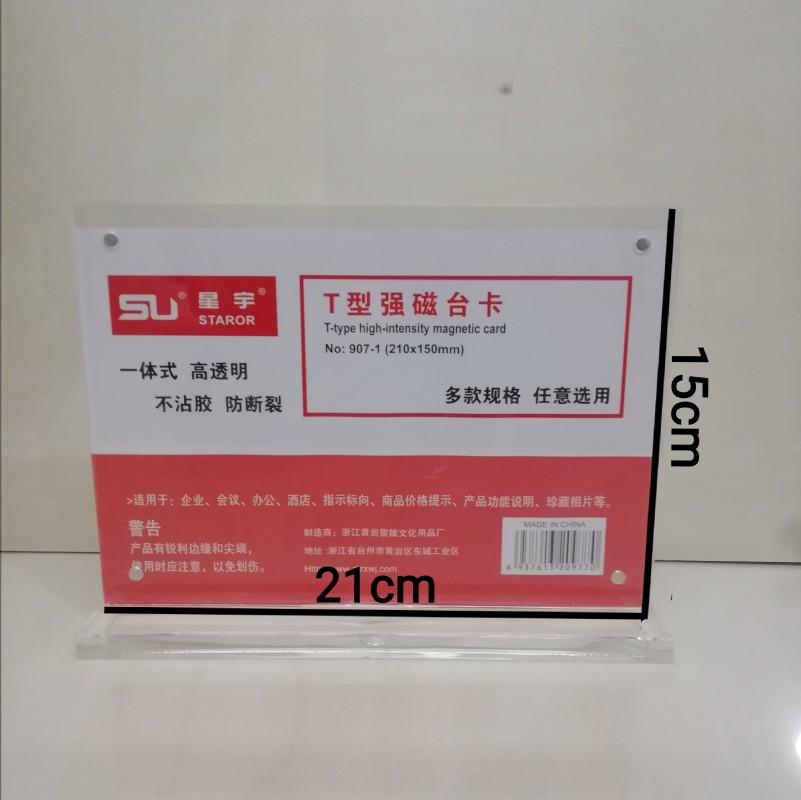 SU® 星宇®
STAROR
T型强磁台卡
T-type high-intensity magnetic card
No: 907-1 (210x150mm)
一体式 高透明
不沾胶 防断裂
多款规格 任意选用
15cm
>适用于：企业、会议、办公、酒店、指示标向、商品价格提示、产品功能说明、珍藏相片等。
警告
产品有锐利边缘和尖端，
使用时应注意，以免划伤。
制造商：浙江黄岩震雄文化用品厂
地址:浙江省台州市黄岩区东城工业区
MADE IN CHINA
6 937613 209770
21cm